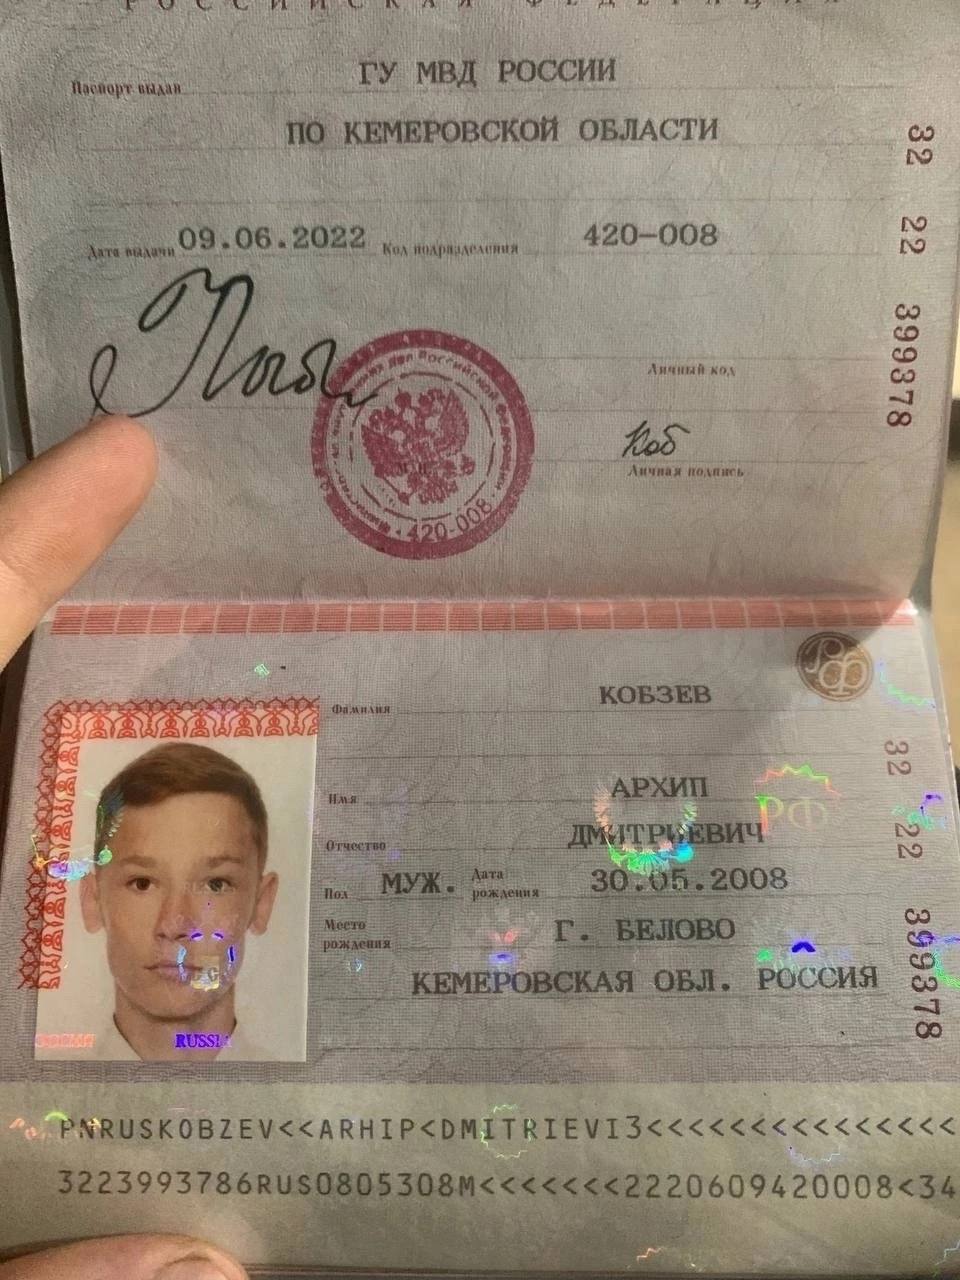 РОССИЙСКАЯ ФЕДЕРАЦИЯ
Паспорт выдан ГУ МВД РОССИИ
ПО КЕМЕРОВСКОЙ ОБЛАСТИ
Дата выдачи 09.06.2022 Код подразделения 420-008
32 22 399378
Личный код
Коб
Личная подпись
М.П.
420-008
Фамилия КОБЗЕВ
Имя АРХИП
Отчество ДМИТРИЕВИЧ
Пол МУЖ. Дата рождения 30.05.2008
Место рождения Г. БЕЛОВО
КЕМЕРОВСКАЯ ОБЛ. РОССИЯ
32 22 399378
РФ
RUSSIA
PNRUSKOBZEV<<ARHIP<DMITRIEVI3<<<<<<<<<<<<<<<
3223993786RUS0805308M<<<<<<<2220609420008<34